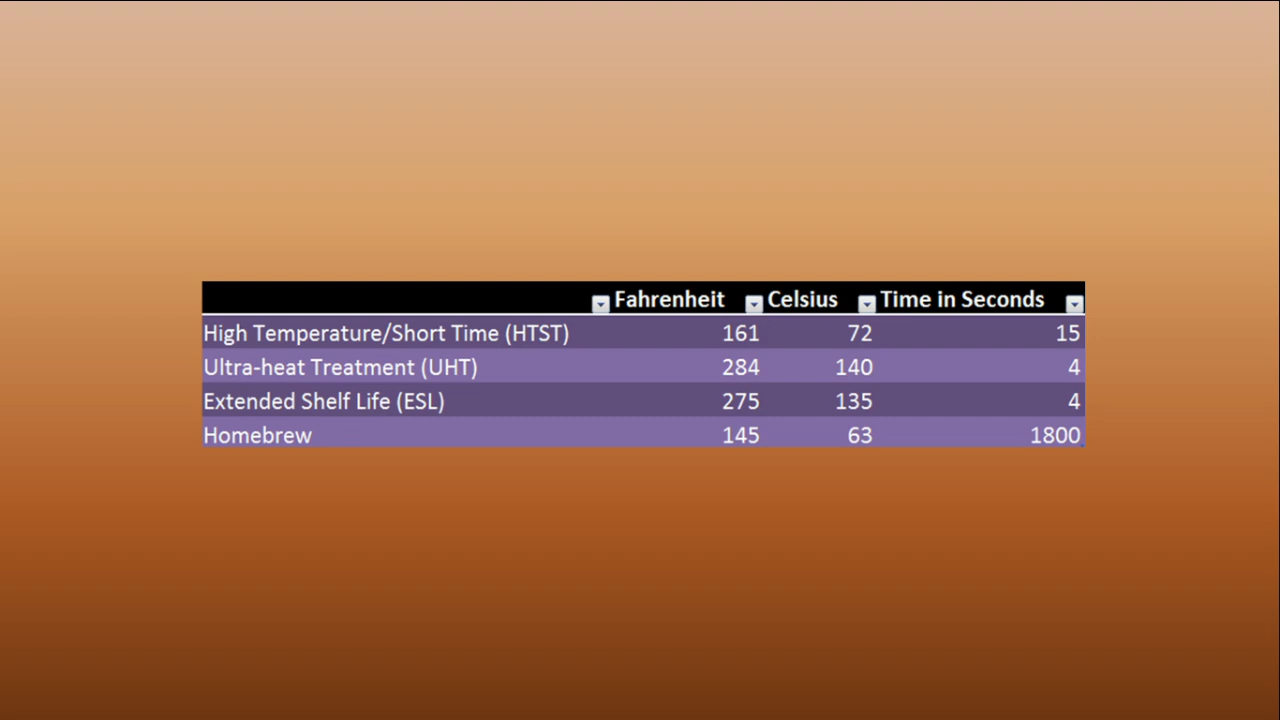 Fahrenheit Celsius Time in Seconds
High Temperature/Short Time (HTST) 161 72 15
Ultra-heat Treatment (UHT) 284 140 4
Extended Shelf Life (ESL) 275 135 4
Homebrew 145 63 1800